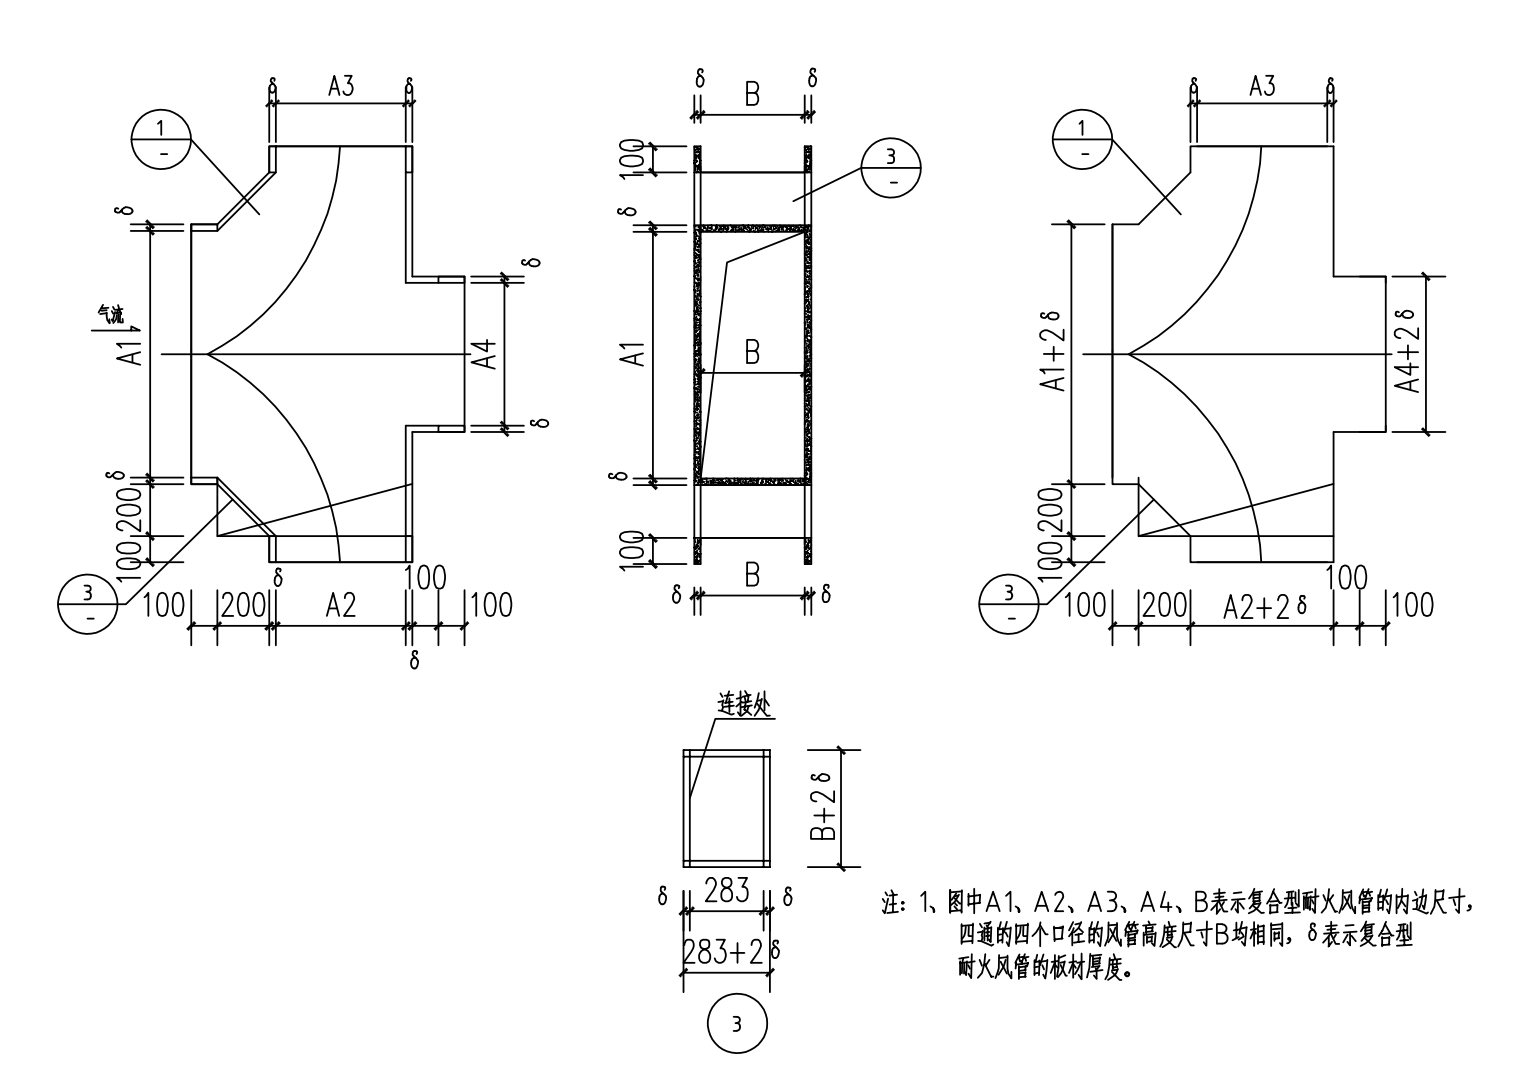 δ A3 δ
1
-
δ
气流
A1
δ
200
100
3
-
100 200 δ A2 100 100
δ
δ
A4
δ
δ B δ
100
3
-
δ
A1
B
δ
100
δ B δ
δ A3 δ
1
-
A1+2δ
A4+2δ
200
100
3
-
100 200 A2+2δ 100 100
连接处
B+2δ
δ 283 δ
283+2δ
3
注：1、图中A1、A2、A3、A4、B表示复合型耐火风管的内边尺寸，
四通的四个口径的风管高度尺寸B均相同，δ表示复合型
耐火风管的板材厚度。